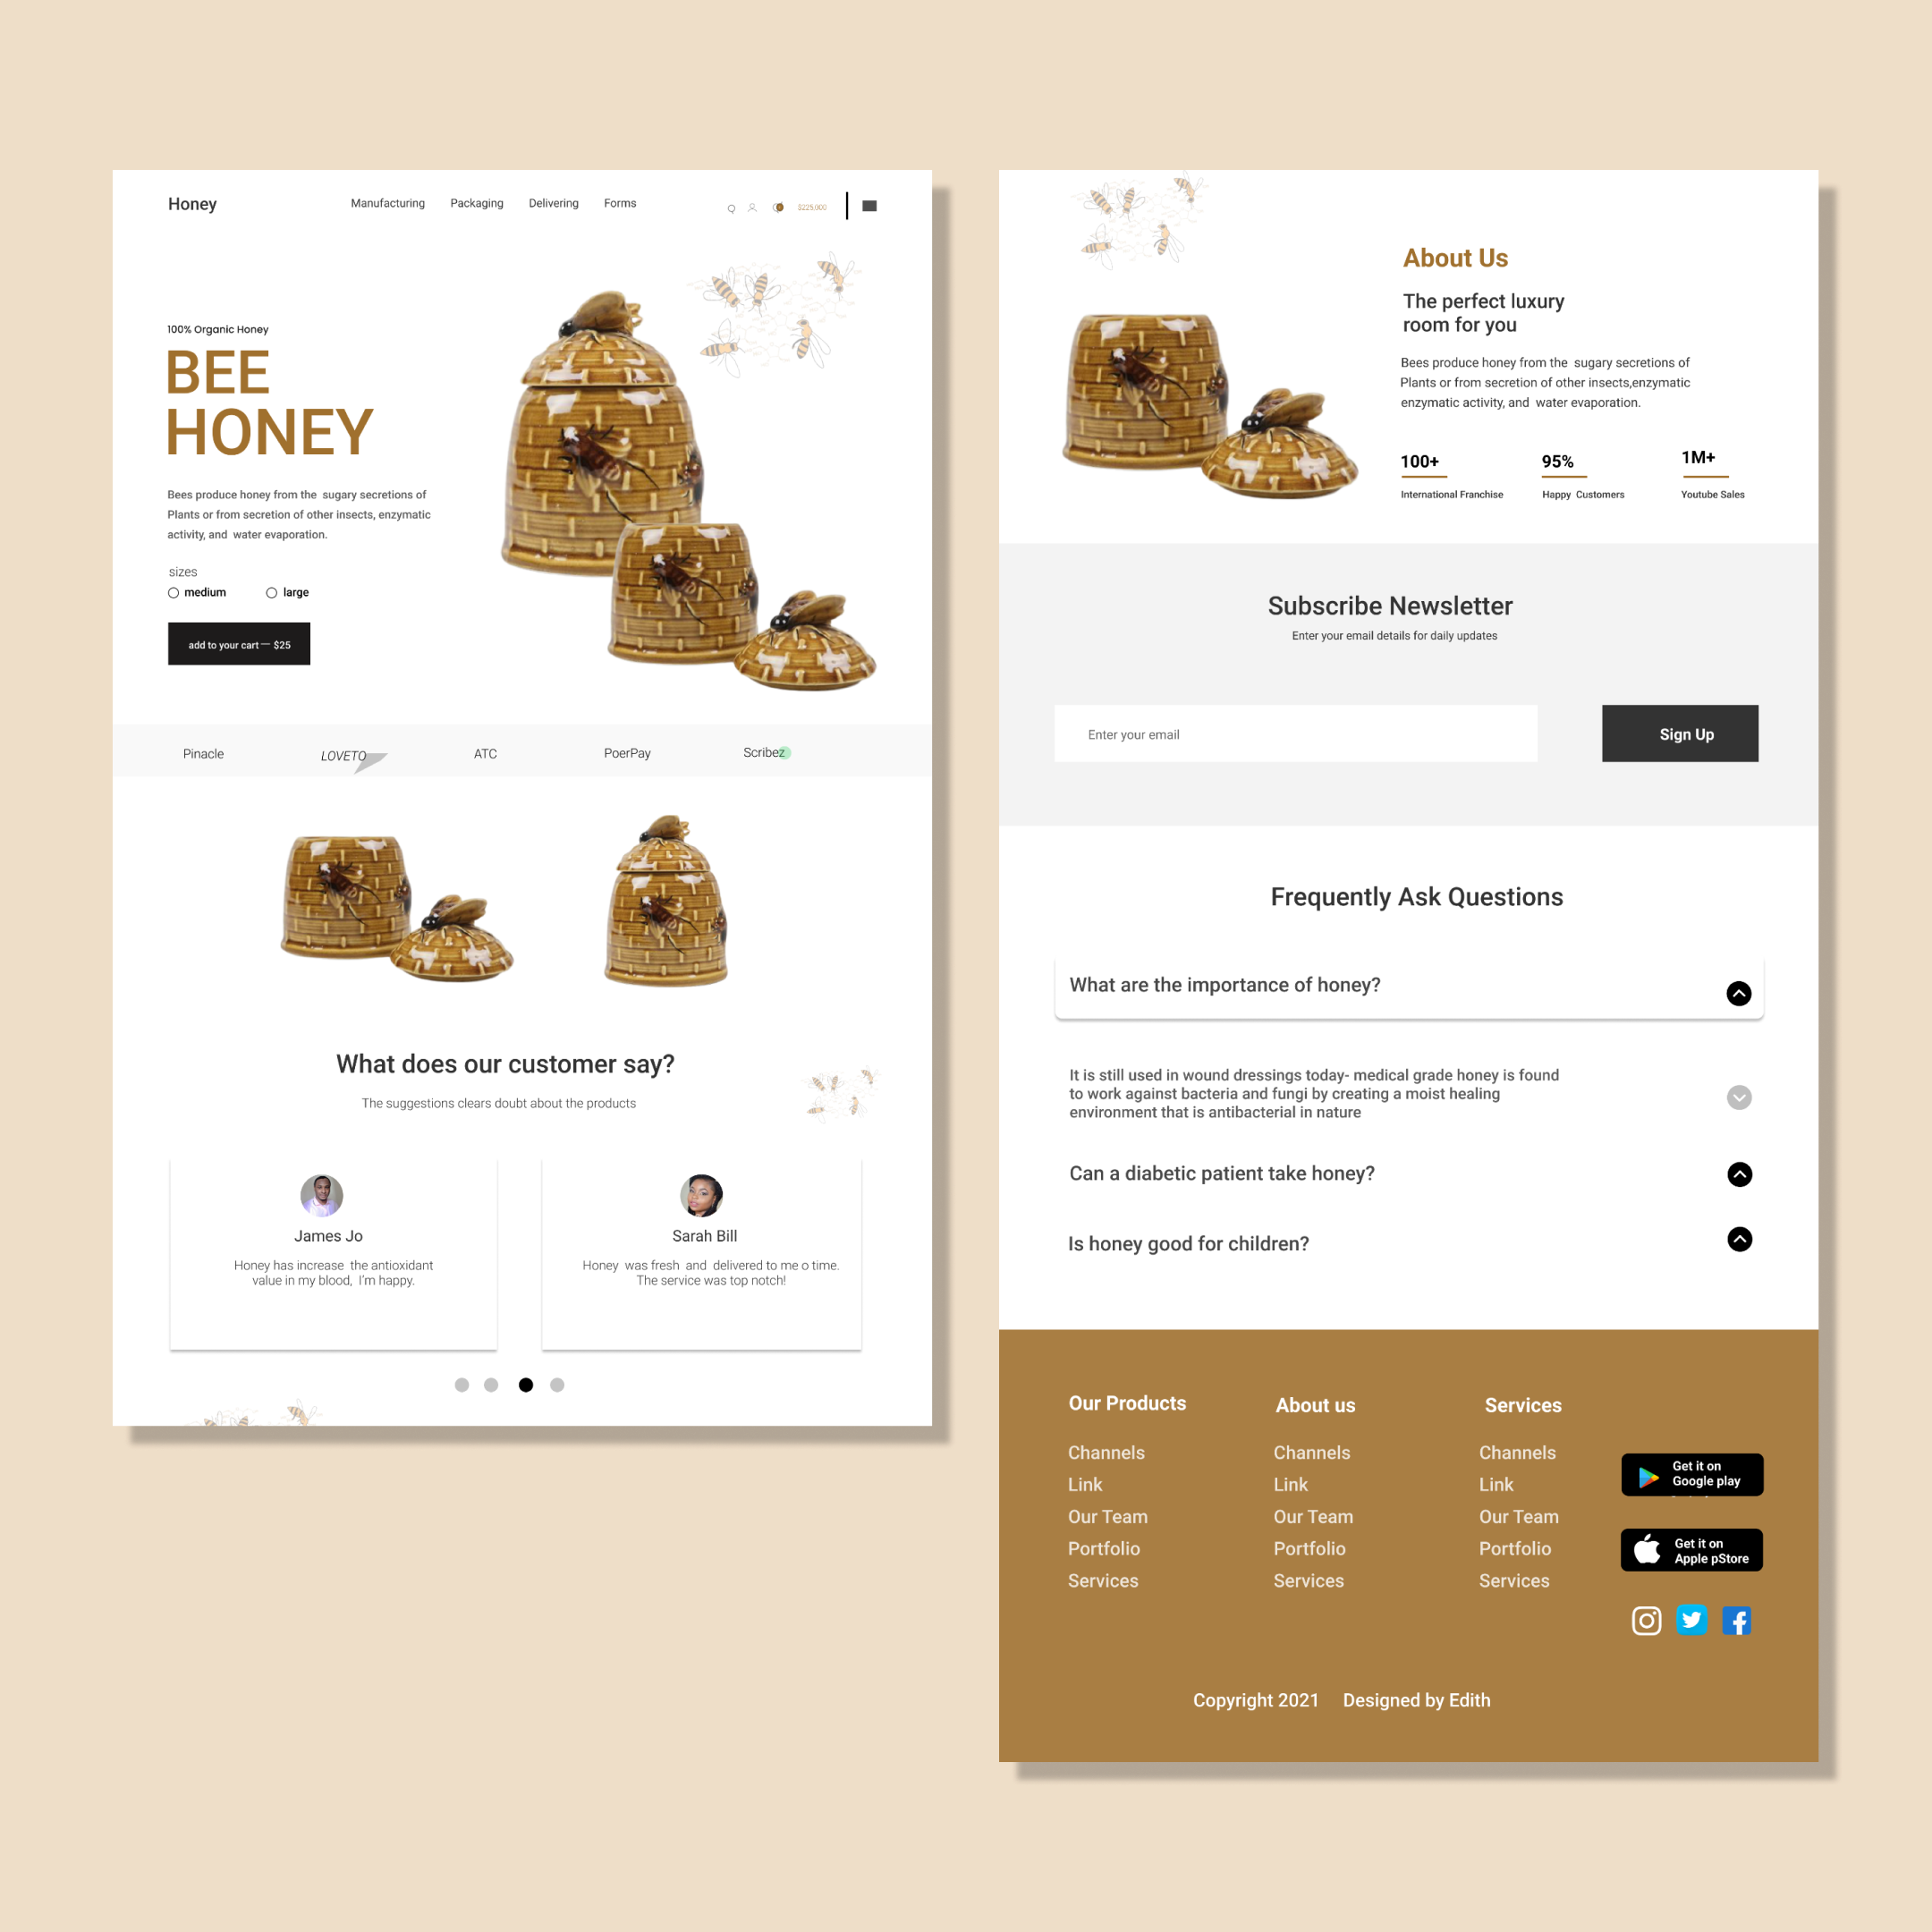 Honey
Manufacturing Packaging Delivering Forms
$225,000
100% Organic Honey
BEE
HONEY
Bees produce honey from the sugary secretions of
Plants or from secretion of other insects, enzymatic
activity, and water evaporation.
sizes
medium large
add to your cart — $25
Pinacle LOVETO ATC PoerPay Scribez
What does our customer say?
The suggestions clears doubt about the products
James Jo
Honey has increase the antioxidant
value in my blood, I'm happy.
Sarah Bill
Honey was fresh and delivered to me o time.
The service was top notch!
About Us
The perfect luxury
room for you
Bees produce honey from the sugary secretions of
Plants or from secretion of other insects,enzymatic
enzymatic activity, and water evaporation.
100+ 95% 1M+
International Franchise Happy Customers Youtube Sales
Subscribe Newsletter
Enter your email details for daily updates
Enter your email
Sign Up
Frequently Ask Questions
What are the importance of honey?
It is still used in wound dressings today- medical grade honey is found
to work against bacteria and fungi by creating a moist healing
environment that is antibacterial in nature
Can a diabetic patient take honey?
Is honey good for children?
Our Products
Channels
Link
Our Team
Portfolio
Services
About us
Channels
Link
Our Team
Portfolio
Services
Services
Channels
Link
Our Team
Portfolio
Services
Get it on
Google play
Get it on
Apple pStore
Copyright 2021 Designed by Edith